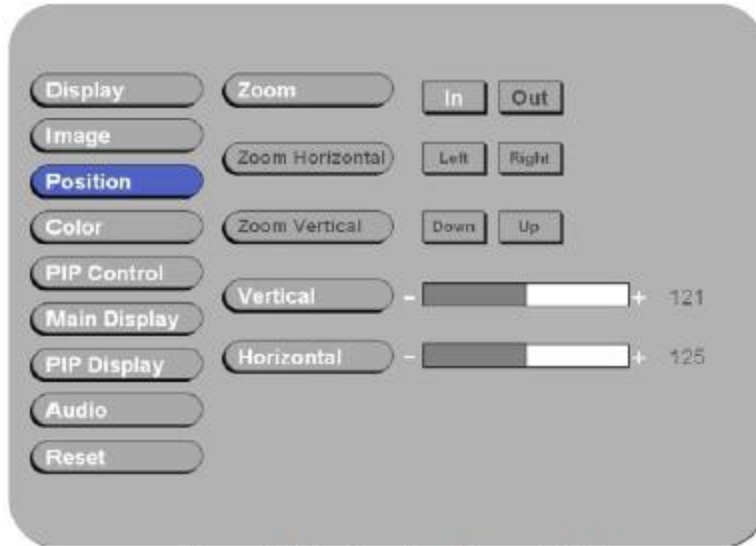 Display
Image
Position
Color
PIP Control
Main Display
PIP Display
Audio
Reset
Zoom In Out
Zoom Horizontal Left Right
Zoom Vertical Down Up
Vertical - + 121
Horizontal - + 125